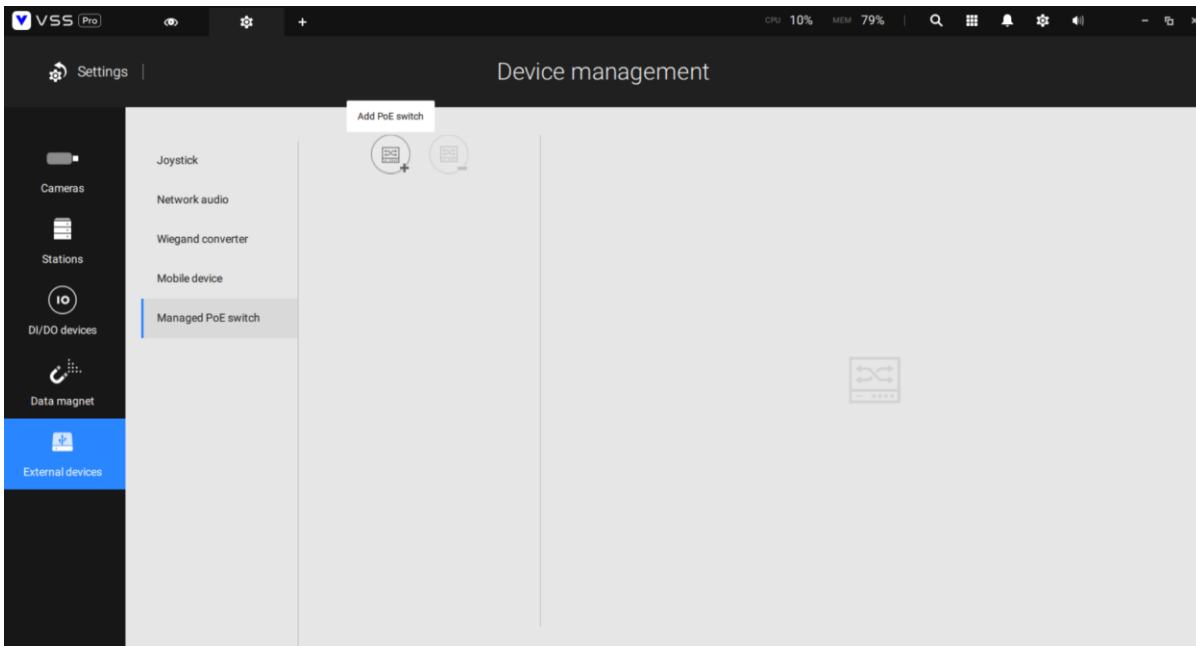 VSS Pro
CPU 10% MEM 79%
Settings
Device management
Add PoE switch
Cameras
Stations
IO
DI/DO devices
Data magnet
External devices
Joystick
Network audio
Wiegand converter
Mobile device
Managed PoE switch